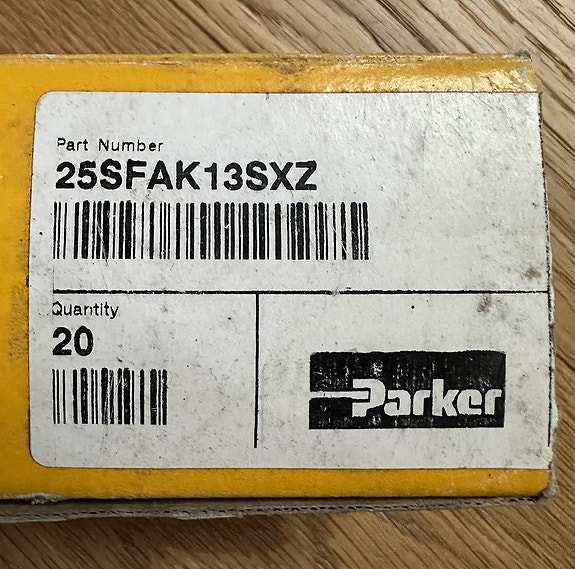 Part Number
25SFAK13SXZ
Quantity
20
Parker